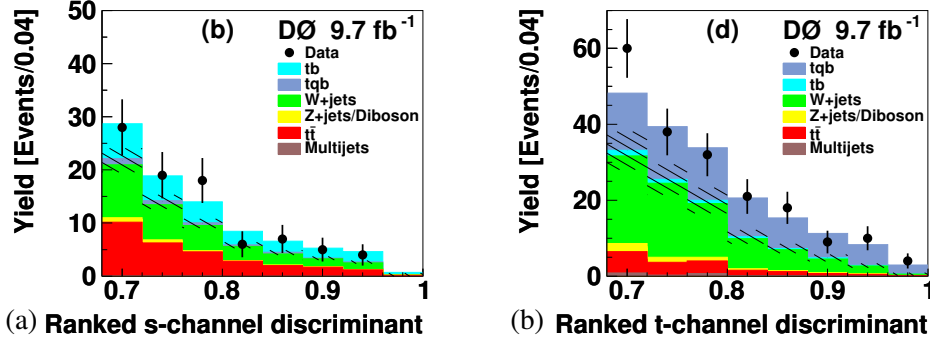 (b) DØ 9.7 fb⁻¹
Yield [Events/0.04]
50
40
30
20
10
0
Data
tb
tqb
W+jets
Z+jets/Diboson
tt̄
Multijets
0.7 0.8 0.9 1
(a) Ranked s-channel discriminant
(d) DØ 9.7 fb⁻¹
Yield [Events/0.04]
60
40
20
0
Data
tqb
tb
W+jets
Z+jets/Diboson
tt̄
Multijets
0.7 0.8 0.9 1
(b) Ranked t-channel discriminant